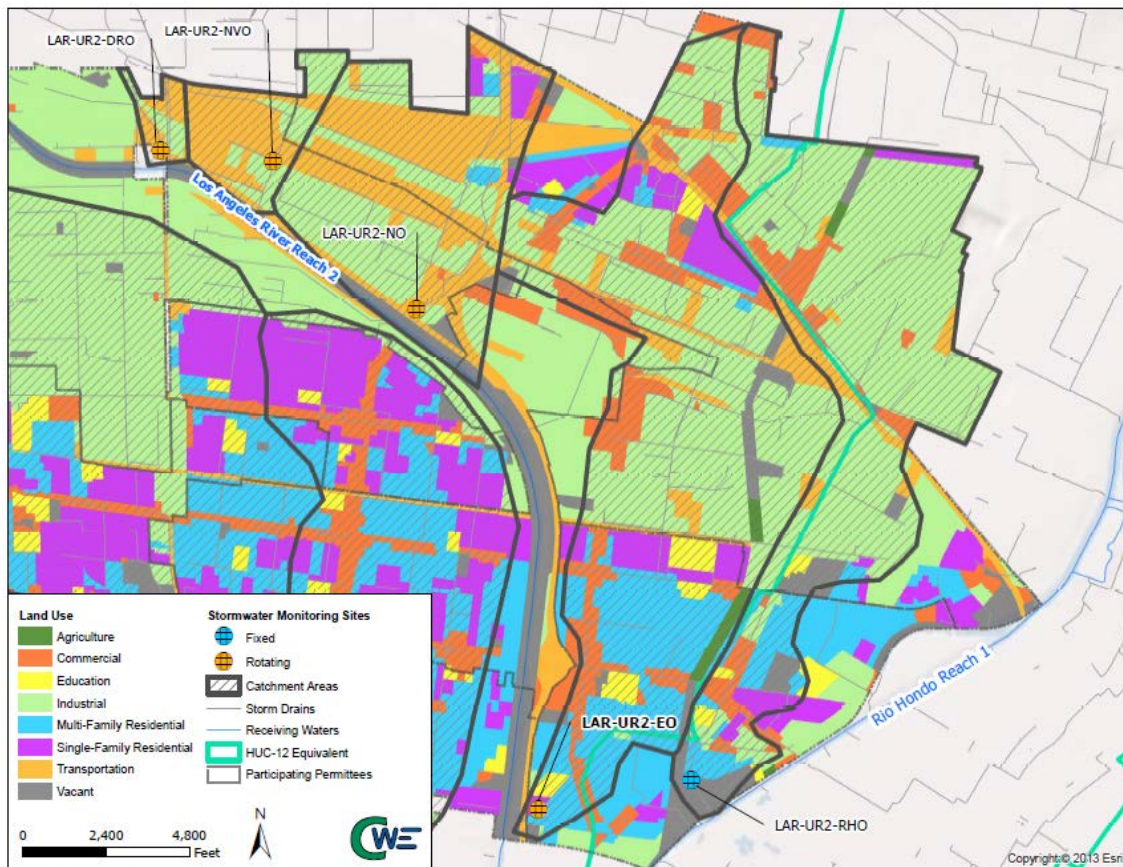 LAR-UR2-DRO
LAR-UR2-NVO
Los Angeles River Reach 2
LAR-UR2-NO
LAR-UR2-EO
Rio Hondo Reach 1
LAR-UR2-RHO
Land Use
Agriculture
Commercial
Education
Industrial
Multi-Family Residential
Single-Family Residential
Transportation
Vacant
Stormwater Monitoring Sites
Fixed
Rotating
Catchment Areas
Storm Drains
Receiving Waters
HUC-12 Equivalent
Participating Permittees
0 2,400 4,800
Feet
N
CWE
Copyright:© 2013 Esri